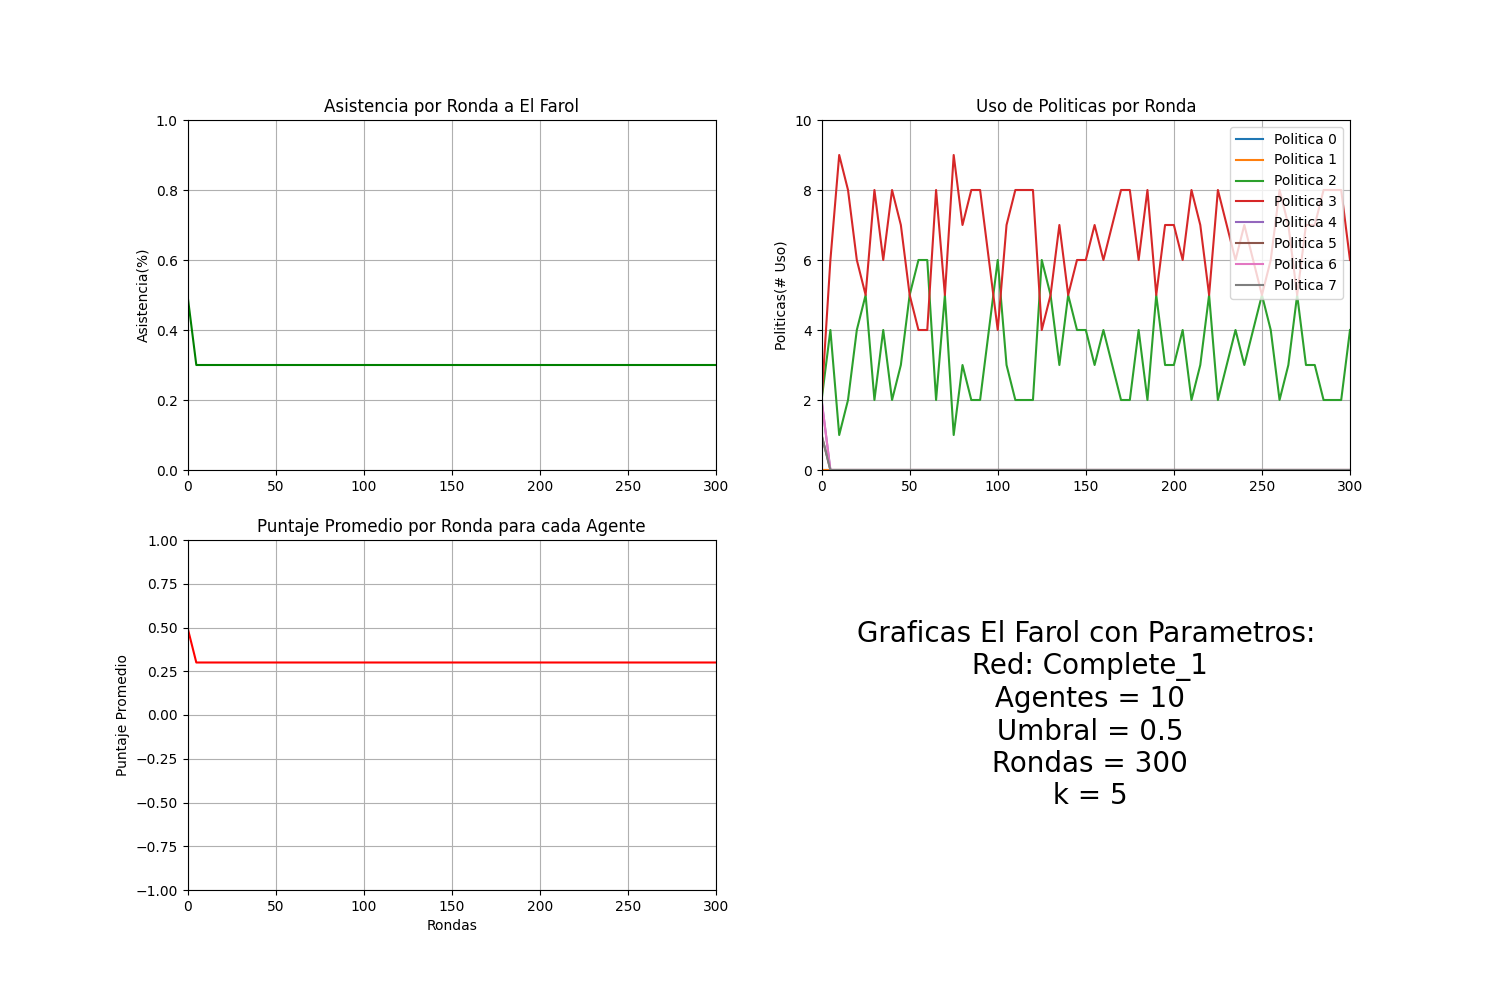 Asistencia por Ronda a El Farol
1.0
0.8
0.6
0.4
0.2
0.0
Asistencia(%)
0 50 100 150 200 250 300
Uso de Politicas por Ronda
10
8
6
4
2
0
Politicas(# Uso)
0 50 100 150 200 250 300
Politica 0
Politica 1
Politica 2
Politica 3
Politica 4
Politica 5
Politica 6
Politica 7
Puntaje Promedio por Ronda para cada Agente
1.00
0.75
0.50
0.25
0.00
−0.25
−0.50
−0.75
−1.00
Puntaje Promedio
0 50 100 150 200 250 300
Rondas
Graficas El Farol con Parametros:
Red: Complete_1
Agentes = 10
Umbral = 0.5
Rondas = 300
k = 5